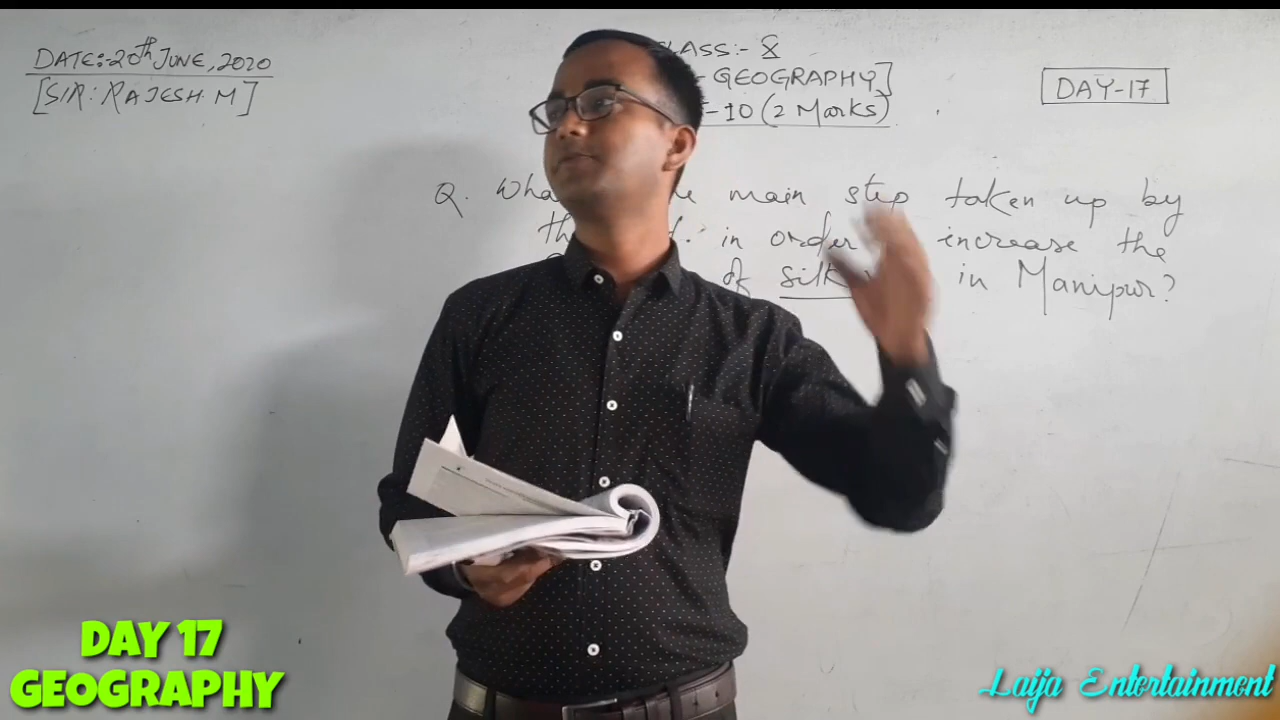 DATE:-20th JUNE, 2020
[SIR: RAJESH. M]
CLASS:- X
- GEOGRAPHY]
-10 (2 Marks)
DAY-17
Q. Wha main step taken up by
th in order increase the
of silk in Manipur?
DAY 17
GEOGRAPHY
Laija Entertainment